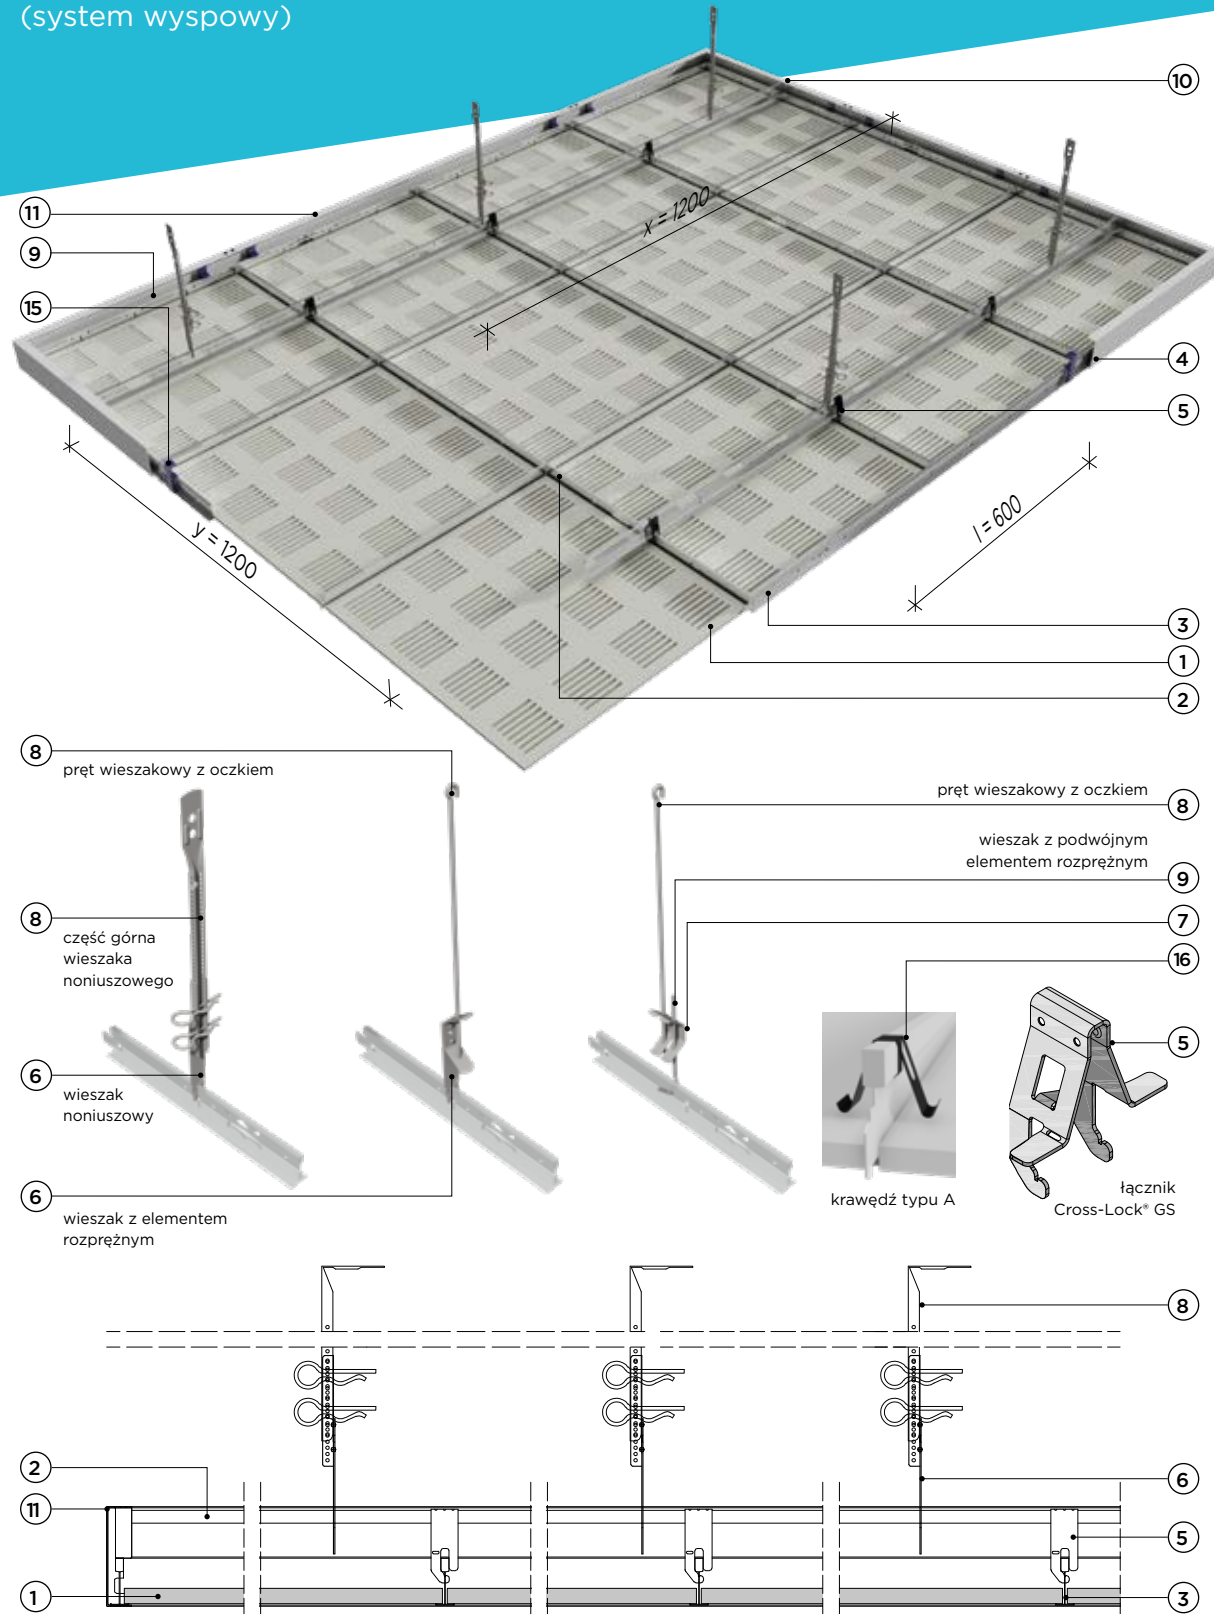 (system wyspowy)
10
11
x = 1200
9
15
4
5
l = 600
y = 1200
3
1
2
8
pręt wieszakowy z oczkiem
pręt wieszakowy z oczkiem
8
wieszak z podwójnym
elementem rozprężnym
9
8
7
część górna
wieszaka
noniuszowego
16
5
6
wieszak
noniuszowy
6
krawędź typu A
łącznik
Cross-Lock® GS
wieszak z elementem
rozprężnym
8
2
6
11
5
1
3